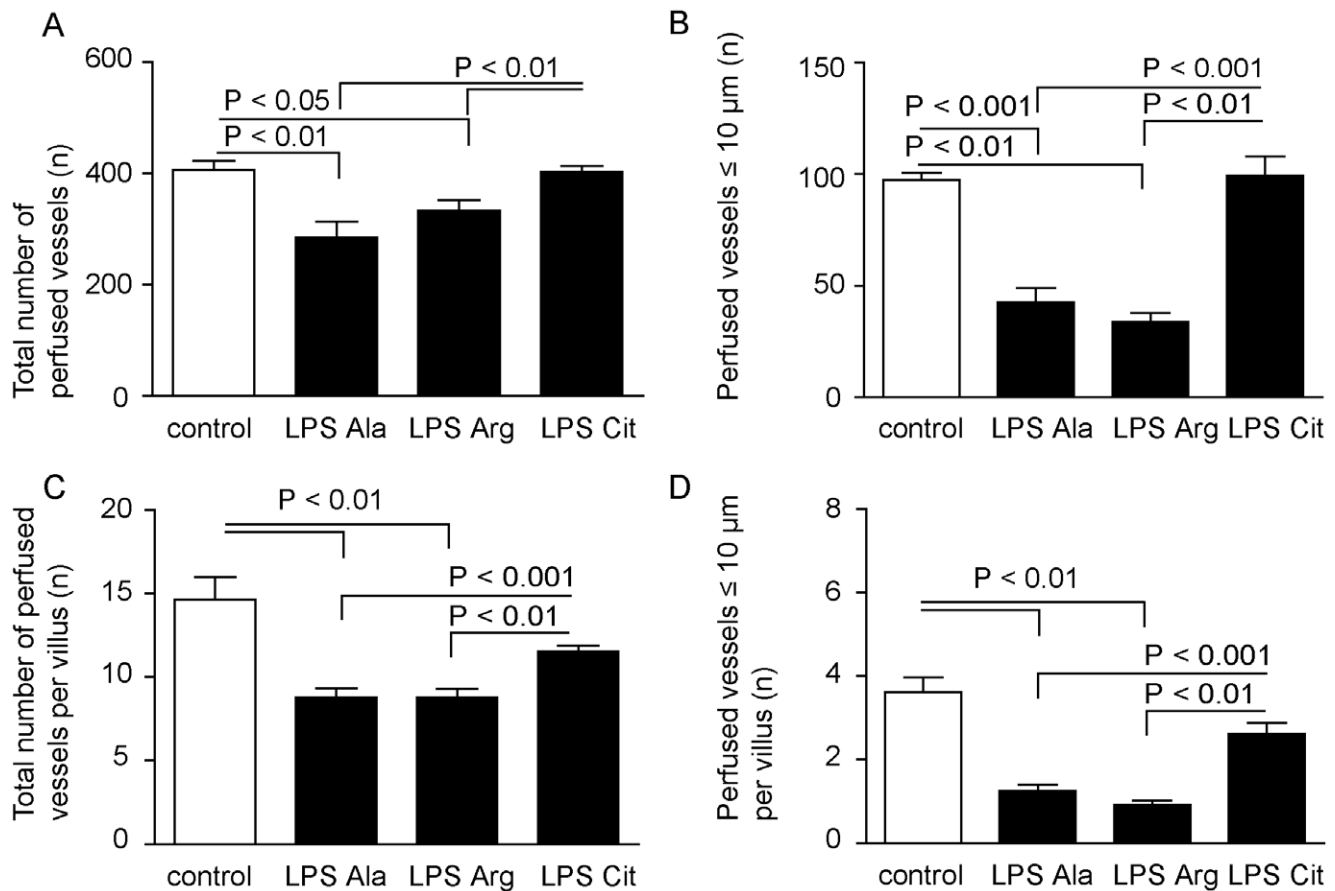 A
Total number of
perfused vessels (n)
600
400
200
0
P < 0.01
P < 0.05
P < 0.01
control
LPS Ala
LPS Arg
LPS Cit
B
Perfused vessels ≤ 10 µm (n)
150
100
50
0
P < 0.001
P < 0.001
P < 0.01
P < 0.01
control
LPS Ala
LPS Arg
LPS Cit
C
Total number of perfused
vessels per villus (n)
20
15
10
5
0
P < 0.01
P < 0.001
P < 0.01
control
LPS Ala
LPS Arg
LPS Cit
D
Perfused vessels ≤ 10 µm
per villus (n)
8
6
4
2
0
P < 0.01
P < 0.001
P < 0.01
control
LPS Ala
LPS Arg
LPS Cit